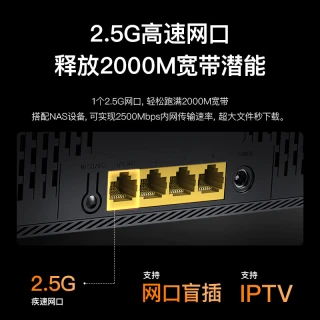 2.5G高速网口
释放2000M宽带潜能
1个2.5G网口, 轻松跑满2000M宽带
搭配NAS设备, 可实现2500Mbps内网传输速率, 超大文件秒下载。
2.5G
疾速网口
支持
网口盲插
支持
IPTV